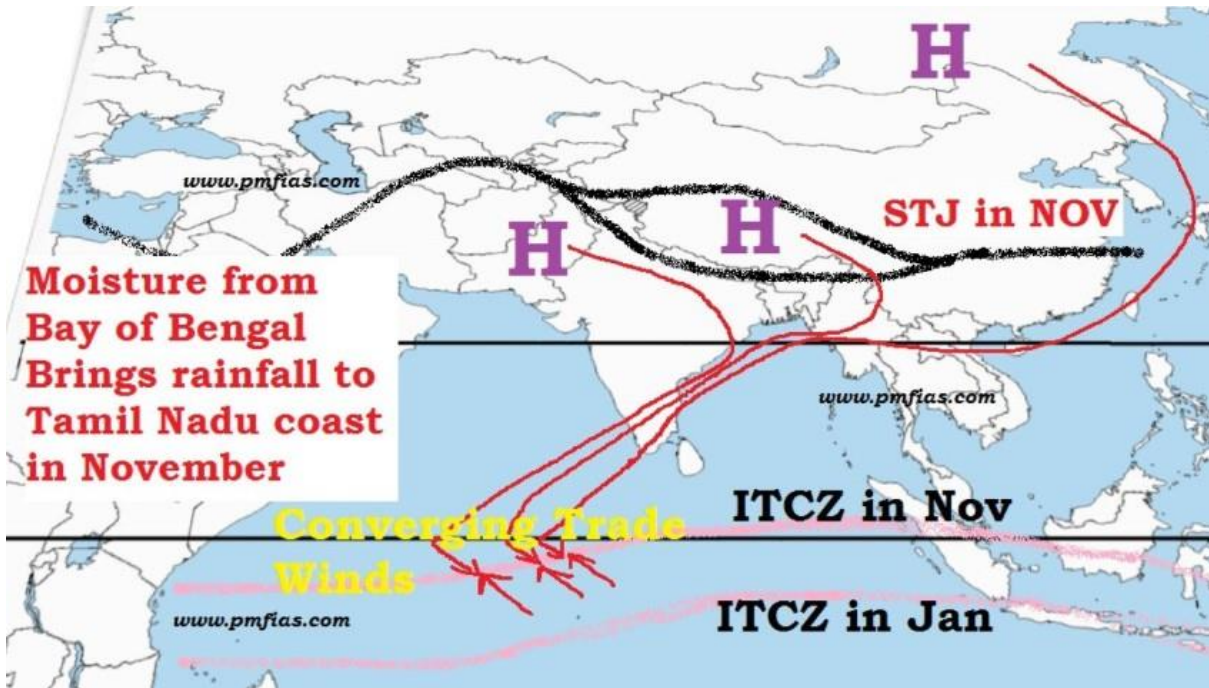 H
www.pmfias.com
H
H
STJ in NOV
Moisture from
Bay of Bengal
Brings rainfall to
Tamil Nadu coast
in November
www.pmfias.com
ITCZ in Nov
Converging Trade
Winds
www.pmfias.com
ITCZ in Jan